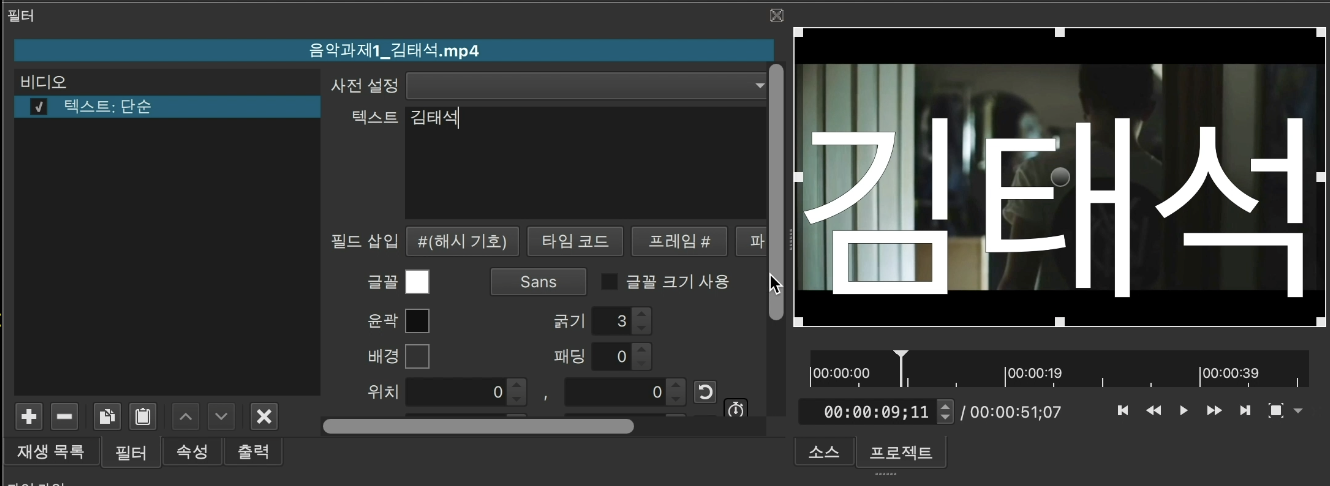 필터
음악과제1_김태석.mp4
비디오
텍스트: 단순
사전 설정
텍스트 김태석
필드 삽입 #(해시 기호) 타임 코드 프레임 #
글꼴 Sans 글꼴 크기 사용
윤곽 굵기 3
배경 패딩 0
위치 0 , 0
재생 목록 필터 속성 출력
김태석
00:00:00 00:00:19 00:00:39
00:00:09;11 / 00:00:51;07
소스 프로젝트